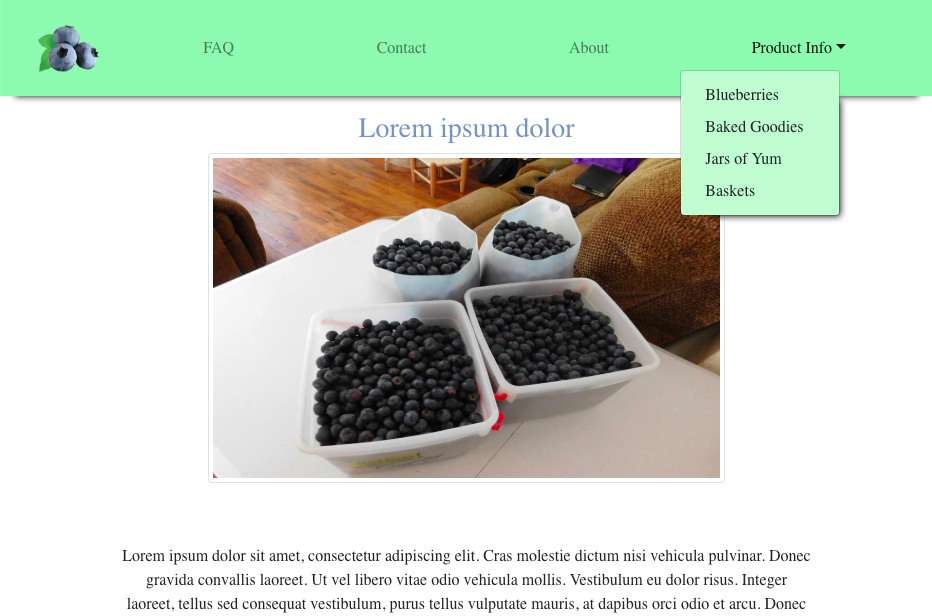 FAQ Contact About Product Info
Blueberries
Baked Goodies
Jars of Yum
Baskets
Lorem ipsum dolor
Lorem ipsum dolor sit amet, consectetur adipiscing elit. Cras molestie dictum nisi vehicula pulvinar. Donec
gravida convallis laoreet. Ut vel libero vitae odio vehicula mollis. Vestibulum eu dolor risus. Integer
laoreet, tellus sed consequat vestibulum, purus tellus vulputate mauris, at dapibus orci odio et arcu. Donec